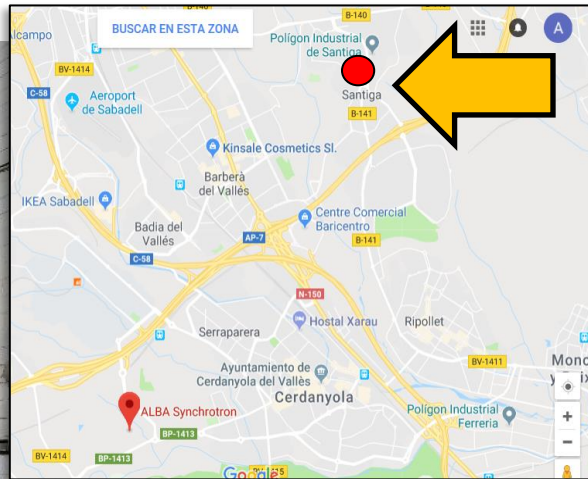 B-140
BUSCAR EN ESTA ZONA
B-140
A
Alcampo
Polígon Industrial
de Santiga
BV-1414
Santiga
C-58
Aeroport
de Sabadell
B-141
Kinsale Cosmetics Sl.
Barberà
del Vallés
IKEA Sabadell
Centre Comercial
Baricentro
Badia del
Vallés
AP-7
B-141
C-58
N-150
Hostal Xarau
Ripollet
Serraparera
BV-1411
Ayuntamiento de
Cerdanyola del Vallès
Cerdanyola
ALBA Synchrotron
Polígon Industrial
Ferreria
BP-1413
+
BV-1414
BP-1413
−
Google